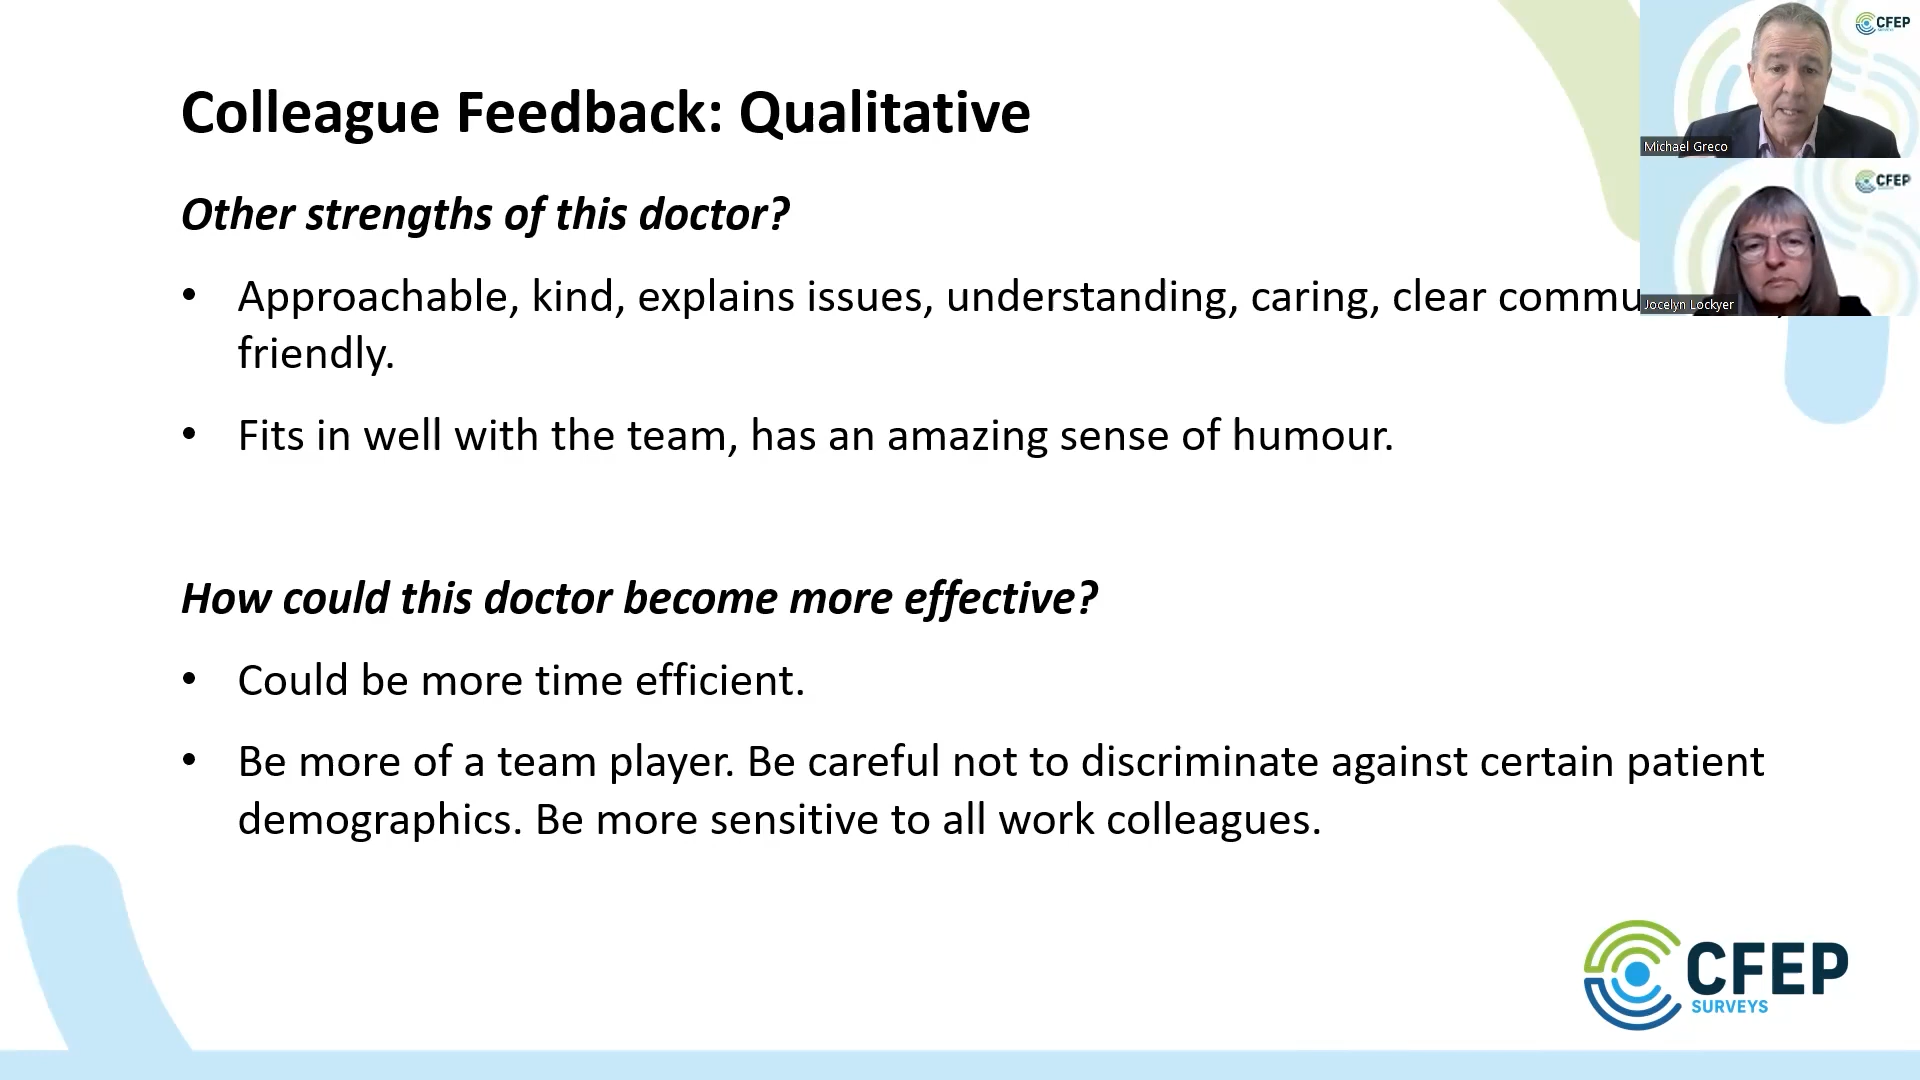 Colleague Feedback: Qualitative
Other strengths of this doctor?
• Approachable, kind, explains issues, understanding, caring, clear
friendly.
• Fits in well with the team, has an amazing sense of humour.
How could this doctor become more effective?
• Could be more time efficient.
• Be more of a team player. Be careful not to discriminate against certain patient
demographics. Be more sensitive to all work colleagues.
CFEP
SURVEYS
CFEP
Michael Greco
CFEP
Jocelyn Lockyer